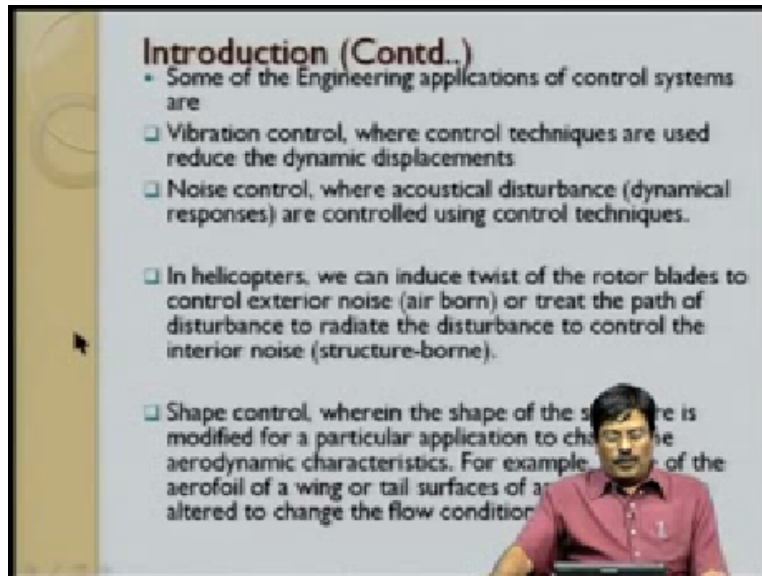 Introduction (Contd..)
• Some of the Engineering applications of control systems
are
❑ Vibration control, where control techniques are used
reduce the dynamic displacements
❑ Noise control, where acoustical disturbance (dynamical
responses) are controlled using control techniques.
❑ In helicopters, we can induce twist of the rotor blades to
control exterior noise (air born) or treat the path of
disturbance to radiate the disturbance to control the
interior noise (structure-borne).
❑ Shape control, wherein the shape of the is
modified for a particular application to
aerodynamic characteristics. For example of the
aerofoil of a wing or tail surfaces of
altered to change the flow condition